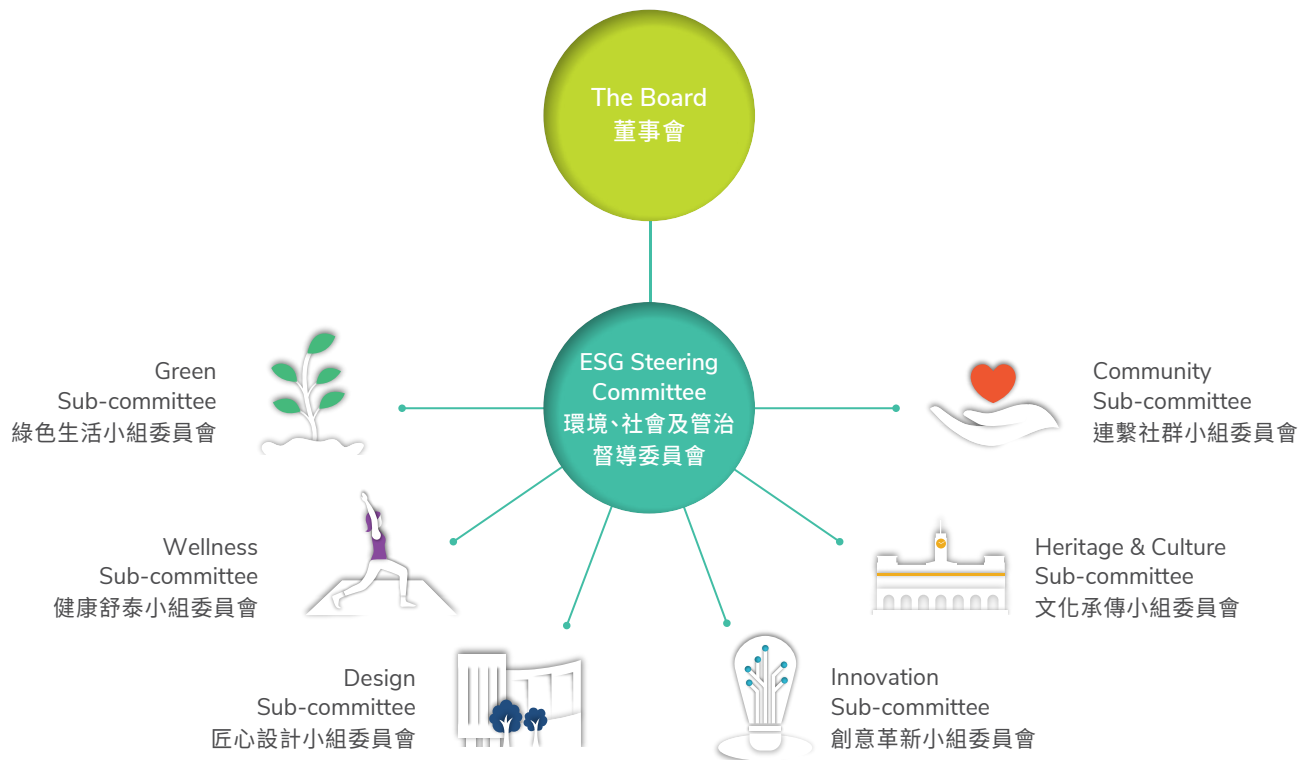 The Board
董事會
ESG Steering
Committee
環境、社會及管治
督導委員會
Green
Sub-committee
綠色生活小組委員會
Community
Sub-committee
連繫社群小組委員會
Wellness
Sub-committee
健康舒泰小組委員會
Heritage & Culture
Sub-committee
文化承傳小組委員會
Design
Sub-committee
匠心設計小組委員會
Innovation
Sub-committee
創意革新小組委員會